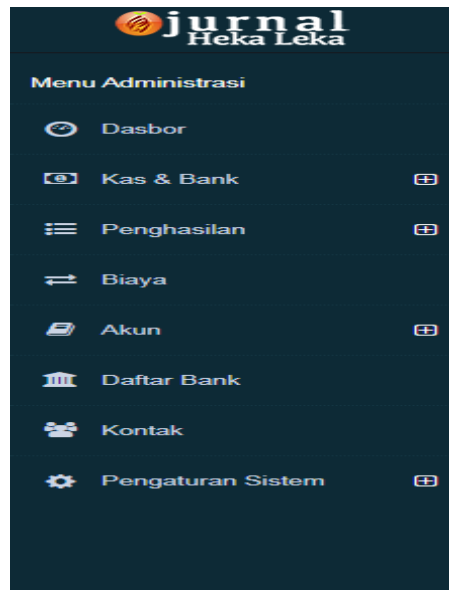 jurnal
Heka Leka
Menu Administrasi
Dasbor
Kas & Bank
Penghasilan
Biaya
Akun
Daftar Bank
Kontak
Pengaturan Sistem